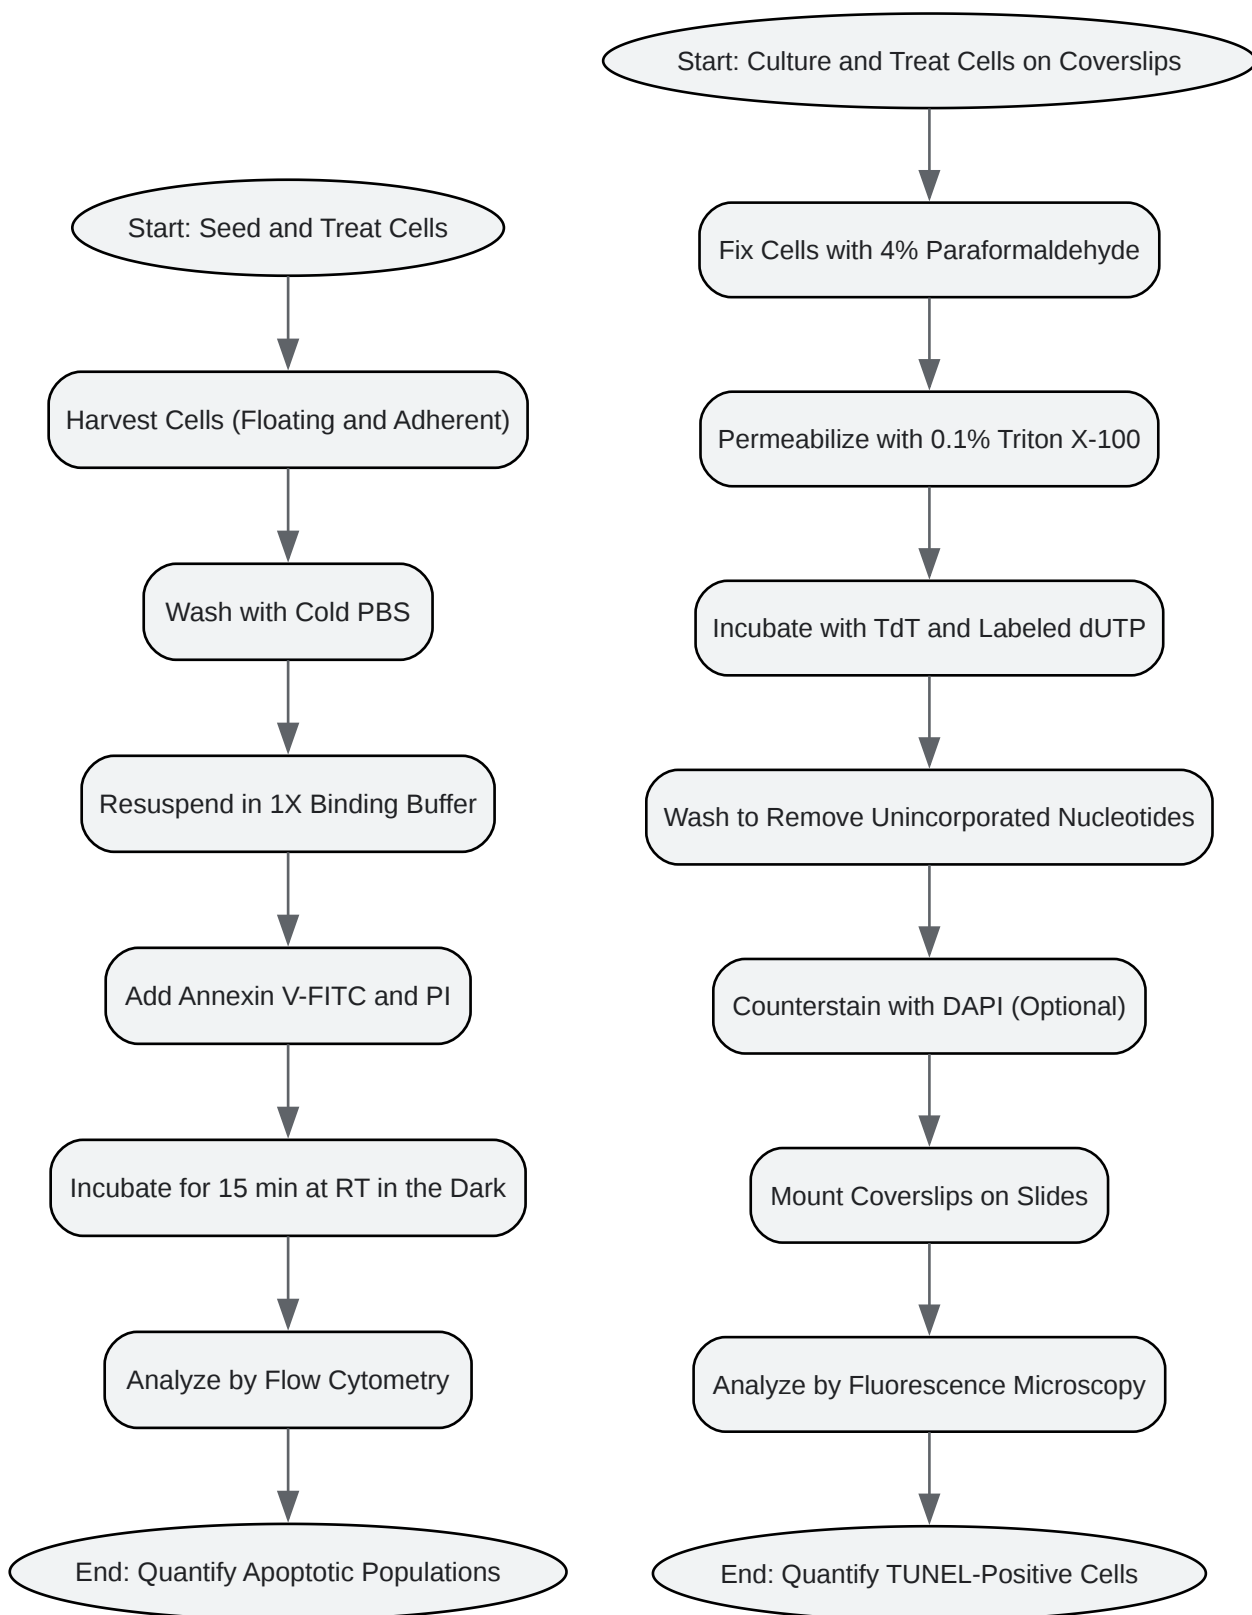 Start: Seed and Treat Cells
Harvest Cells (Floating and Adherent)
Wash with Cold PBS
Resuspend in 1X Binding Buffer
Add Annexin V-FITC and PI
Incubate for 15 min at RT in the Dark
Analyze by Flow Cytometry
End: Quantify Apoptotic Populations
Start: Culture and Treat Cells on Coverslips
Fix Cells with 4% Paraformaldehyde
Permeabilize with 0.1% Triton X-100
Incubate with TdT and Labeled dUTP
Wash to Remove Unincorporated Nucleotides
Counterstain with DAPI (Optional)
Mount Coverslips on Slides
Analyze by Fluorescence Microscopy
End: Quantify TUNEL-Positive Cells